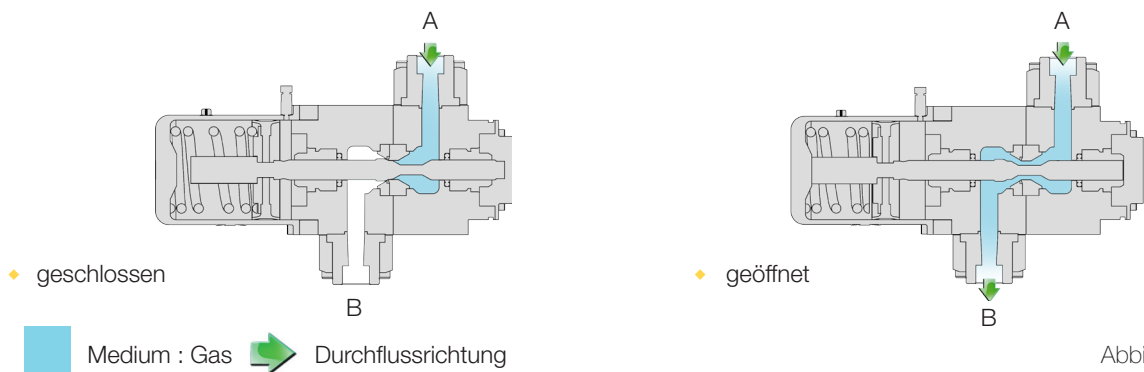 A
A
◆ geschlossen
B
◆ geöffnet
B
Medium : Gas
Durchflussrichtung
Abbi